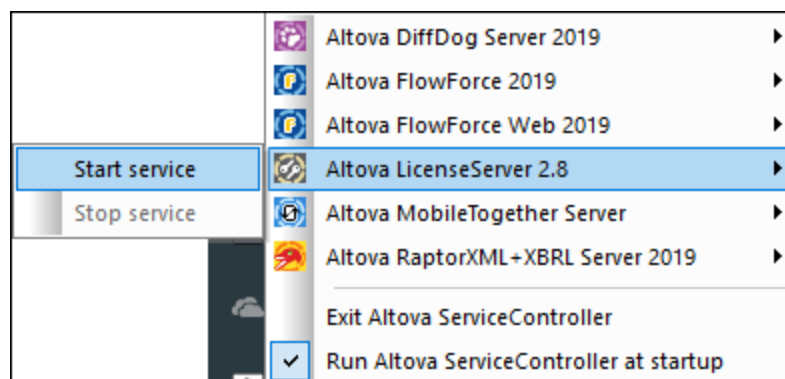 Altova DiffDog Server 2019
Altova FlowForce 2019
Altova FlowForce Web 2019
Altova LicenseServer 2.8
Start service
Stop service
Altova MobileTogether Server
Altova RaptorXML+XBRL Server 2019
Exit Altova ServiceController
Run Altova ServiceController at startup